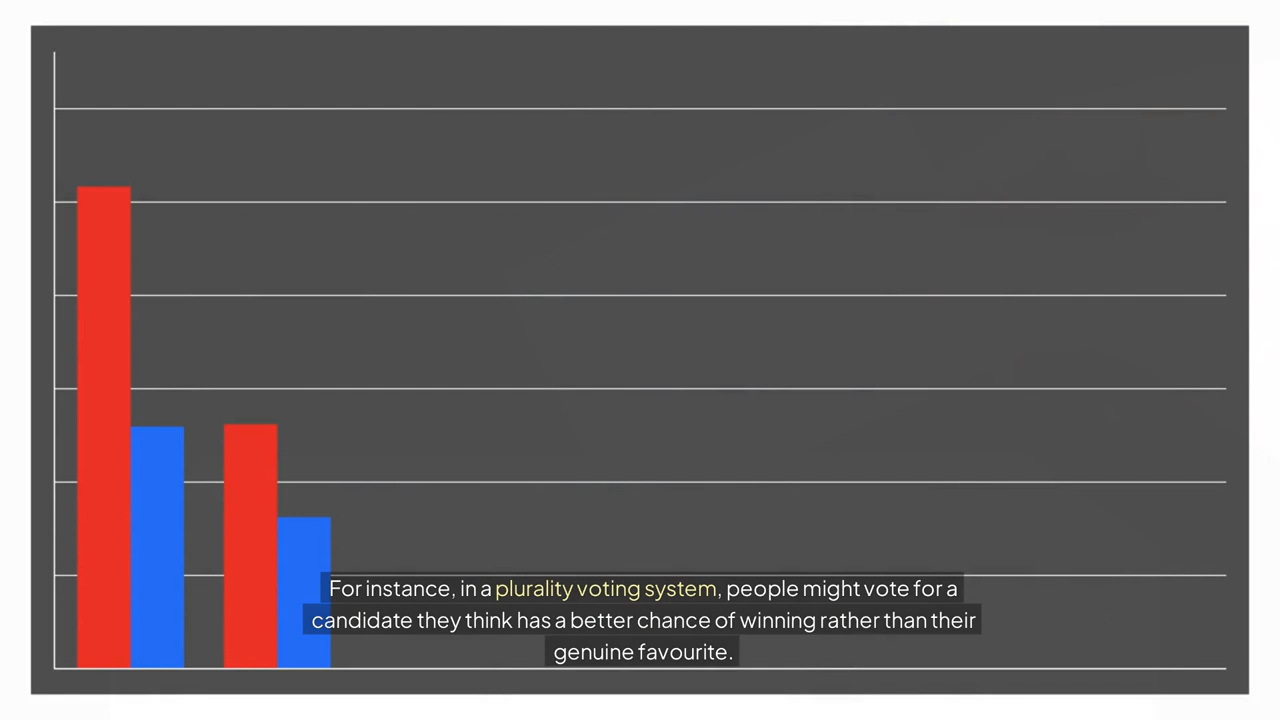 For instance, in a plurality voting system, people might vote for a
candidate they think has a better chance of winning rather than their
genuine favourite.